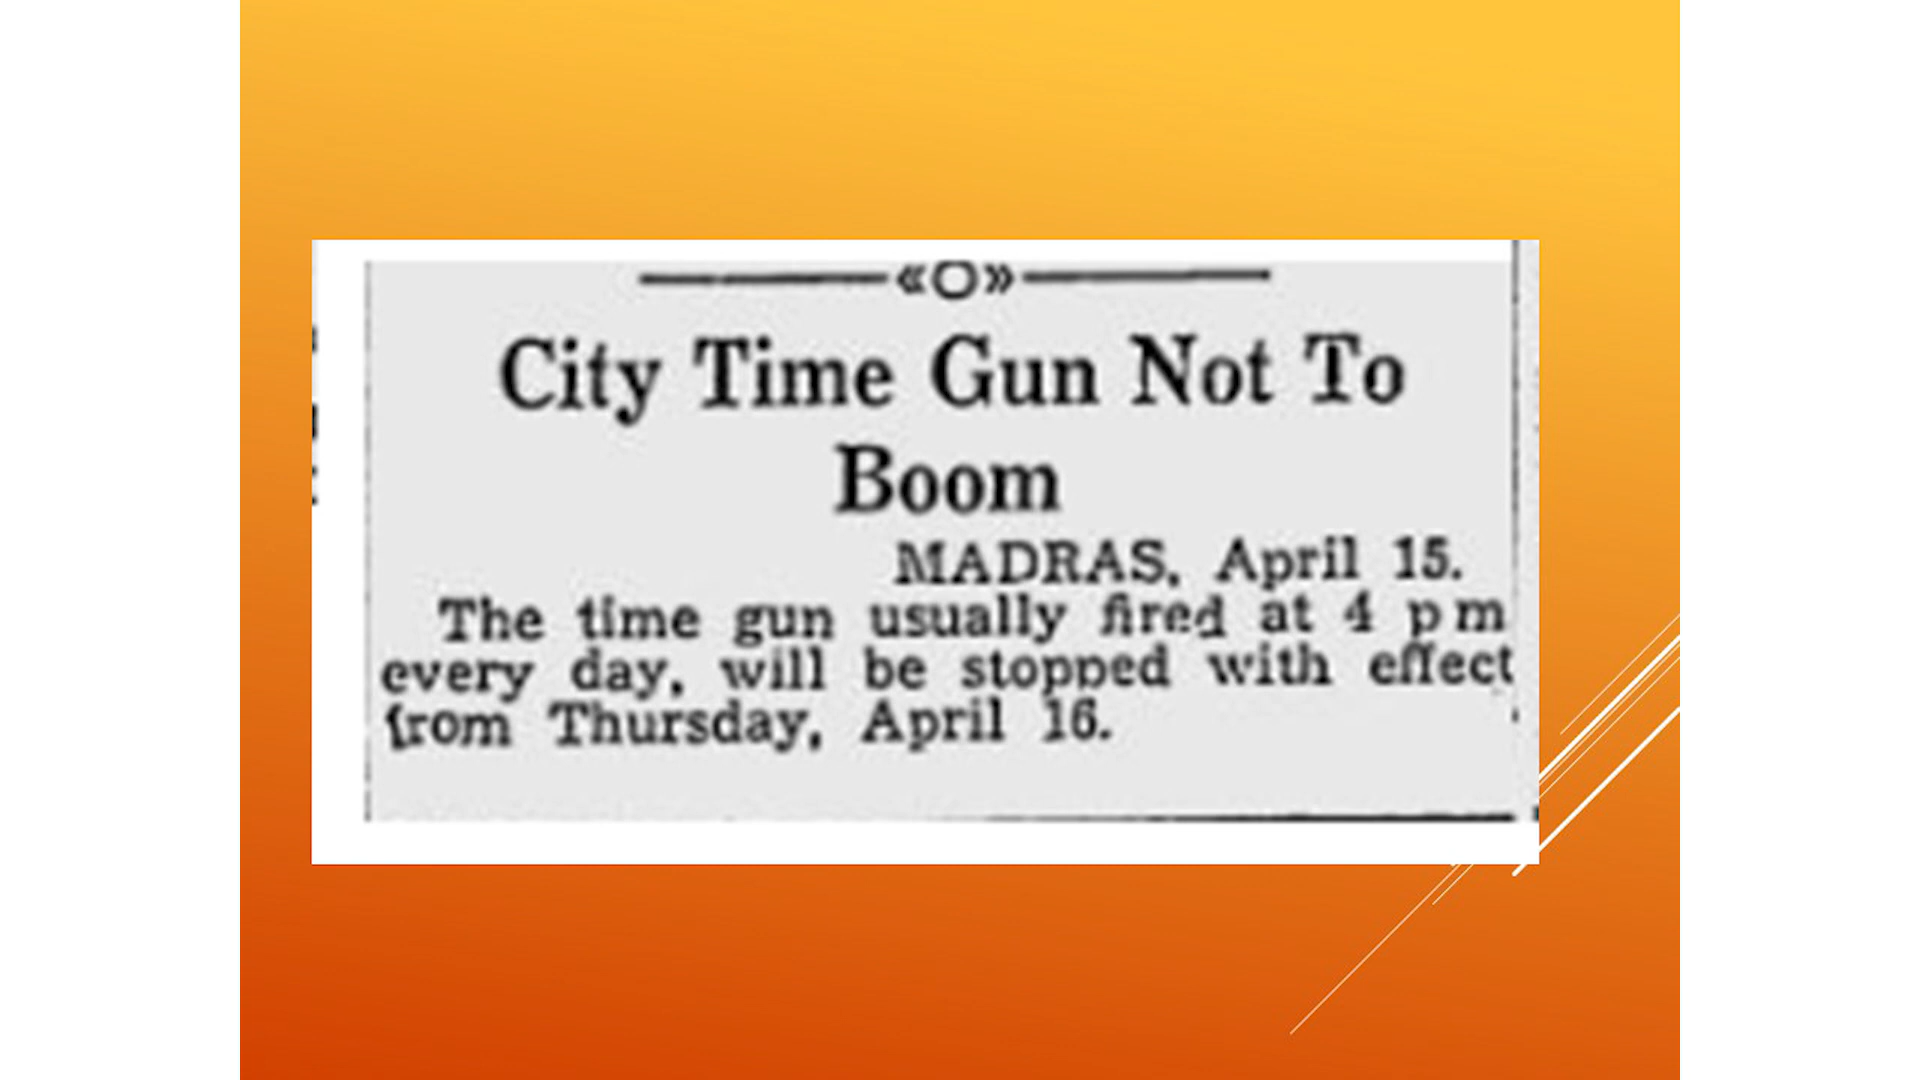 City Time Gun Not To
Boom
MADRAS, April 15.
The time gun usually fired at 4 p m
every day, will be stopped with effect
from Thursday, April 16.